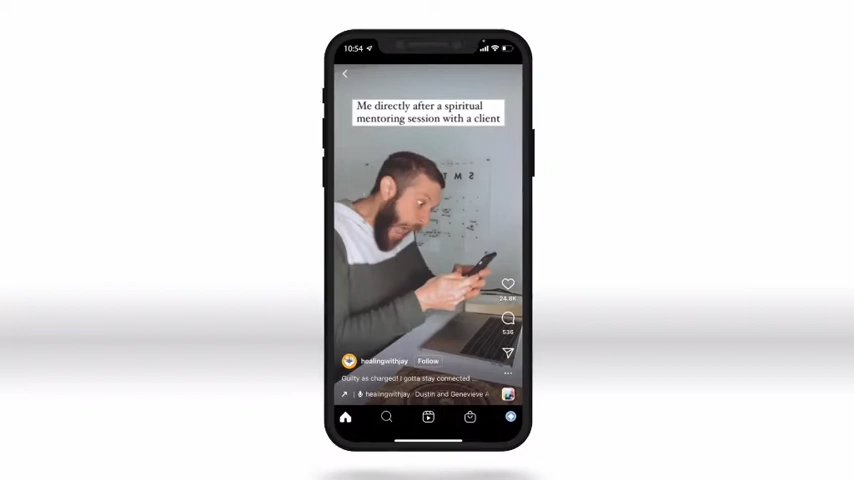 10:54
Me directly after a spiritual
mentoring session with a client
S M T
24.8K
536
healingwithjay Follow
Guilty as charged! I gotta stay connected ...
healingwithjay · Dustin and Genevieve A